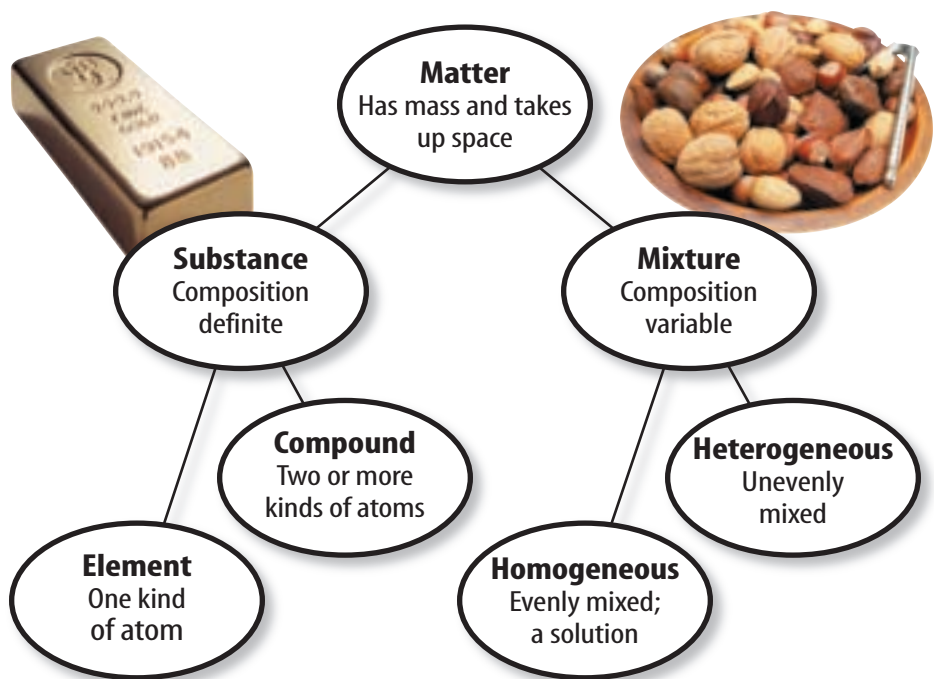 Matter
Has mass and takes
up space
Substance
Composition
definite
Mixture
Composition
variable
Compound
Two or more
kinds of atoms
Heterogeneous
Unevenly
mixed
Element
One kind
of atom
Homogeneous
Evenly mixed;
a solution